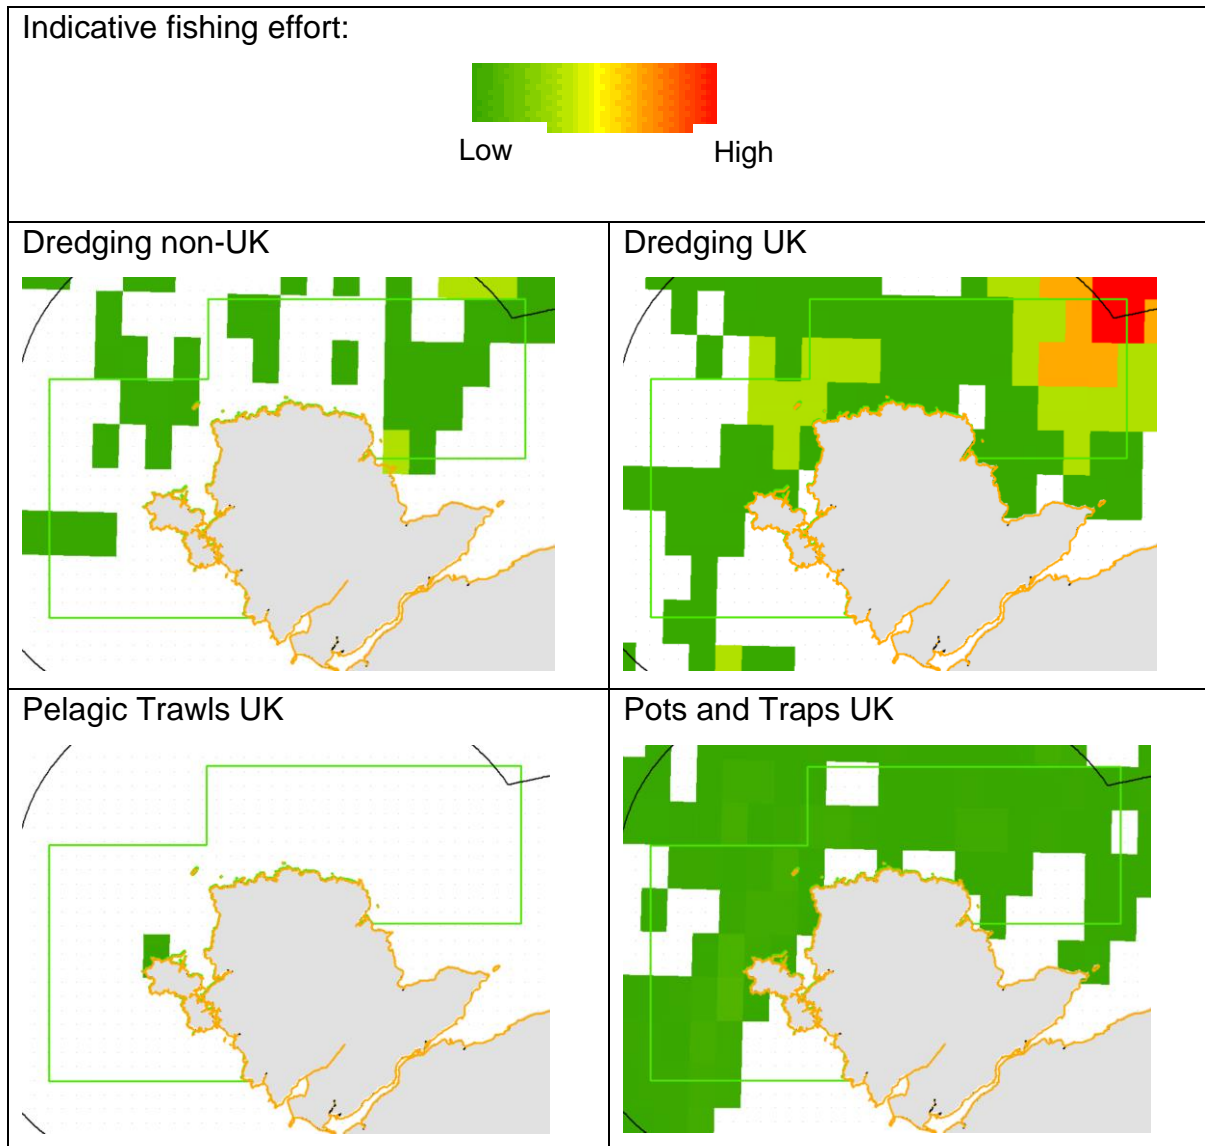 Indicative fishing effort:
Low
High
Dredging non-UK
Dredging UK
Pelagic Trawls UK
Pots and Traps UK